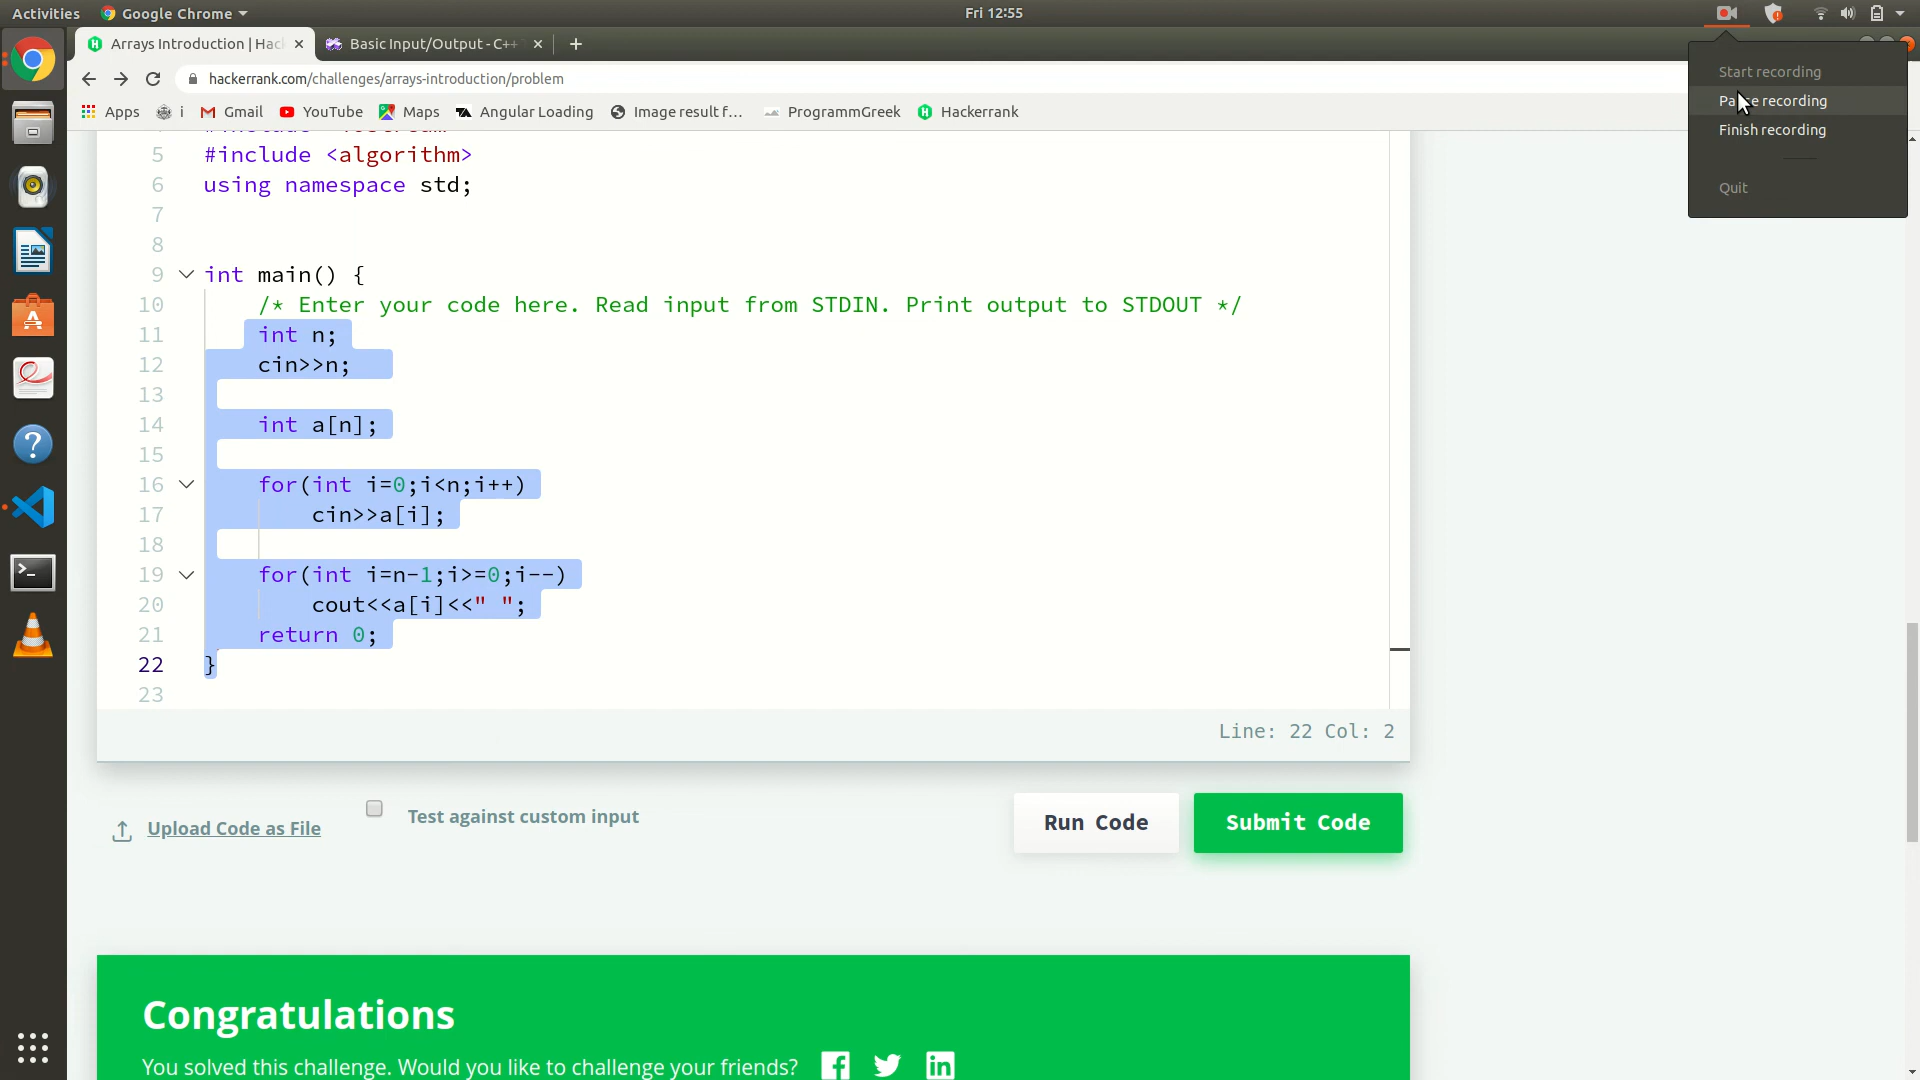 Activities Google Chrome Fri 12:55
Arrays Introduction | Hac Basic Input/Output - C++
hackerrank.com/challenges/arrays-introduction/problem
Apps i Gmail YouTube Maps Angular Loading Image result f… ProgrammGreek Hackerrank
Start recording
Pause recording
Finish recording
Quit
5 #include <algorithm>
6 using namespace std;
7
8
9 int main() {
10 /* Enter your code here. Read input from STDIN. Print output to STDOUT */
11 int n;
12 cin>>n;
13
14 int a[n];
15
16 for(int i=0;i<n;i++)
17 cin>>a[i];
18
19 for(int i=n-1;i>=0;i--)
20 cout<<a[i]<<" ";
21 return 0;
22 }
23
Line: 22 Col: 2
Upload Code as File Test against custom input Run Code Submit Code
Congratulations
You solved this challenge. Would you like to challenge your friends?